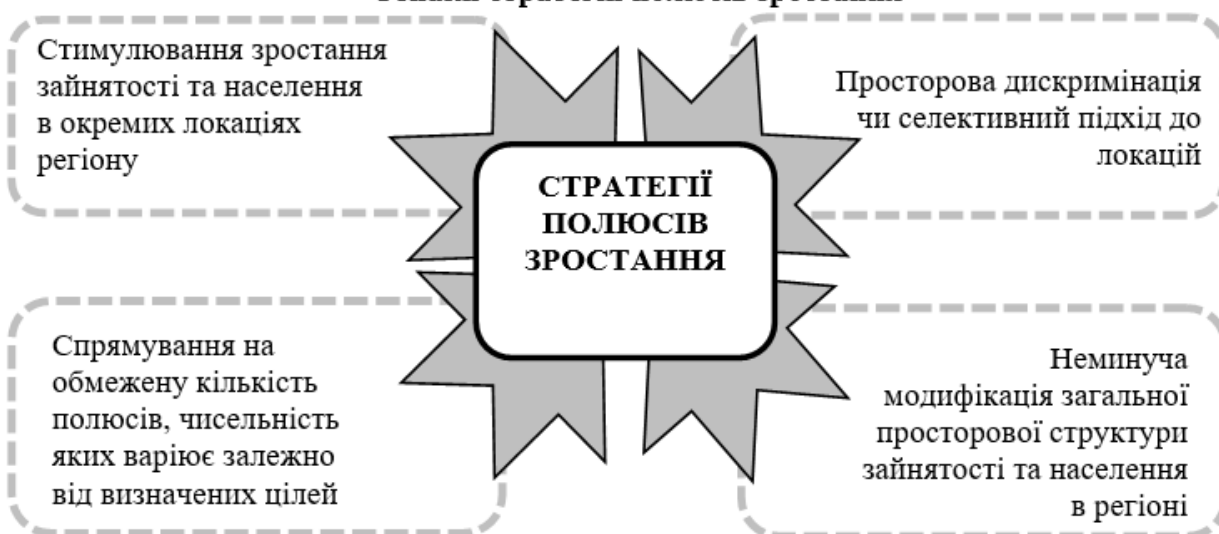 Стимулювання зростання
зайнятості та населення
в окремих локаціях
регіону
Просторова дискримінація
чи селективний підхід до
локацій
СТРАТЕГІЇ
ПОЛЮСІВ
ЗРОСТАННЯ
Спрямування на
обмежену кількість
полюсів, чисельність
яких варіює залежно
від визначених цілей
Неминуча
модифікація загальної
просторової структури
зайнятості та населення
в регіоні